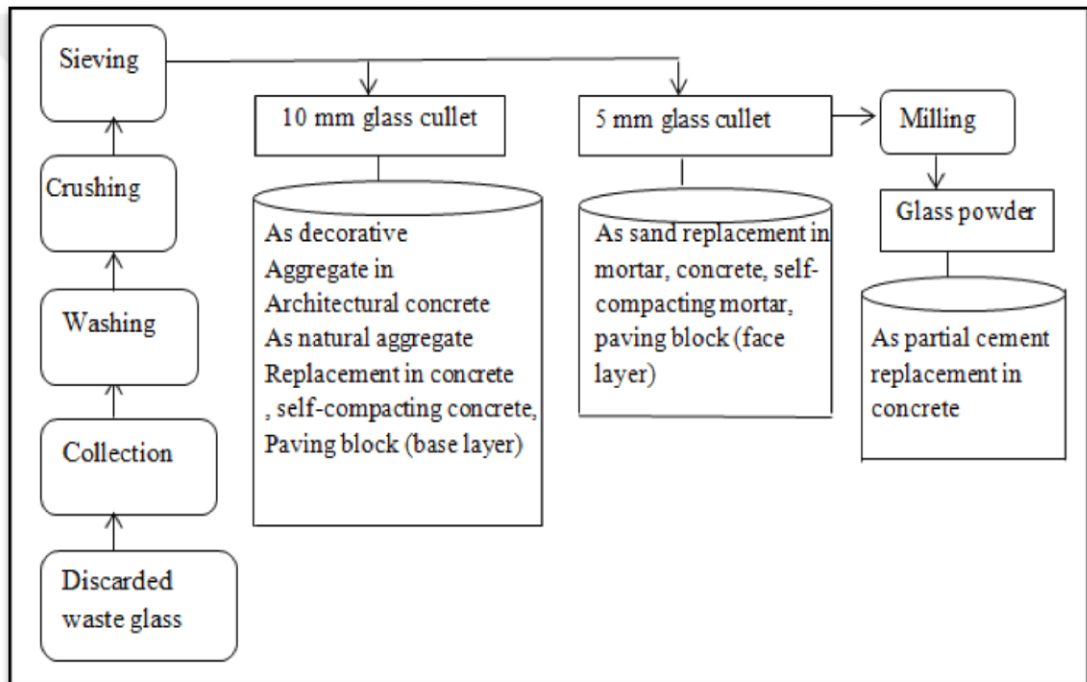 Sieving
10 mm glass cullet
5 mm glass cullet
Milling
Crushing
Glass powder
As decorative
Aggregate in
Architectural concrete
As natural aggregate
Replacement in concrete
, self-compacting concrete,
Paving block (base layer)
As sand replacement in
mortar, concrete, self-
compacting mortar,
paving block (face
layer)
As partial cement
replacement in
concrete
Washing
Collection
Discarded
waste glass